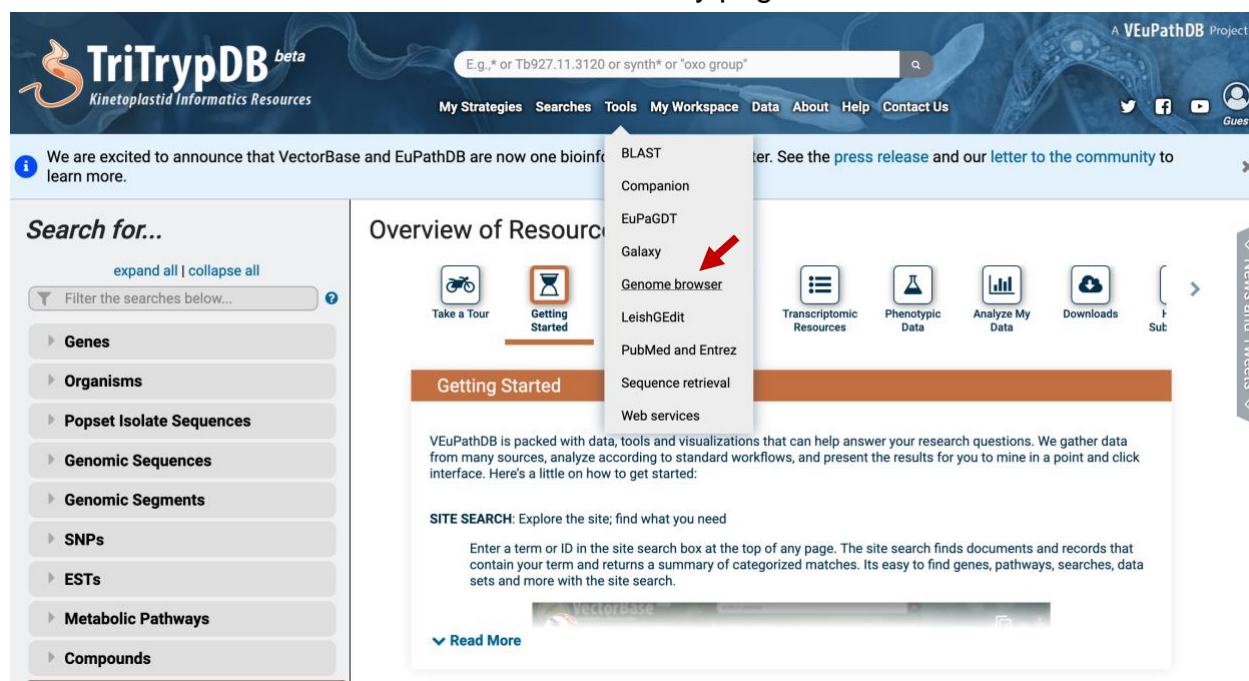 A VEuPathDB Project
TriTrypDB beta
Kinetoplastid Informatics Resources
E.g.,* or Tb927.11.3120 or synth* or "oxo group"
My Strategies Searches Tools My Workspace Data About Help Contact Us
Guest
We are excited to announce that VectorBase and EuPathDB are now one bioinfo
ter. See the press release and our letter to the community to
learn more.
BLAST
Companion
EuPaGDT
Galaxy
Genome browser
LeishGEdit
PubMed and Entrez
Sequence retrieval
Web services
Search for...
expand all | collapse all
Filter the searches below...
Genes
Organisms
Popset Isolate Sequences
Genomic Sequences
Genomic Segments
SNPs
ESTs
Metabolic Pathways
Compounds
Overview of Resourc
Take a Tour
Getting
Started
Transcriptomic
Resources
Phenotypic
Data
Analyze My
Data
Downloads
Getting Started
VEuPathDB is packed with data, tools and visualizations that can help answer your research questions. We gather data
from many sources, analyze according to standard workflows, and present the results for you to mine in a point and click
interface. Here's a little on how to get started:
SITE SEARCH: Explore the site; find what you need
Enter a term or ID in the site search box at the top of any page. The site search finds documents and records that
contain your term and returns a summary of categorized matches. Its easy to find genes, pathways, searches, data
sets and more with the site search.
VectorBase
Read More
News and Tweets